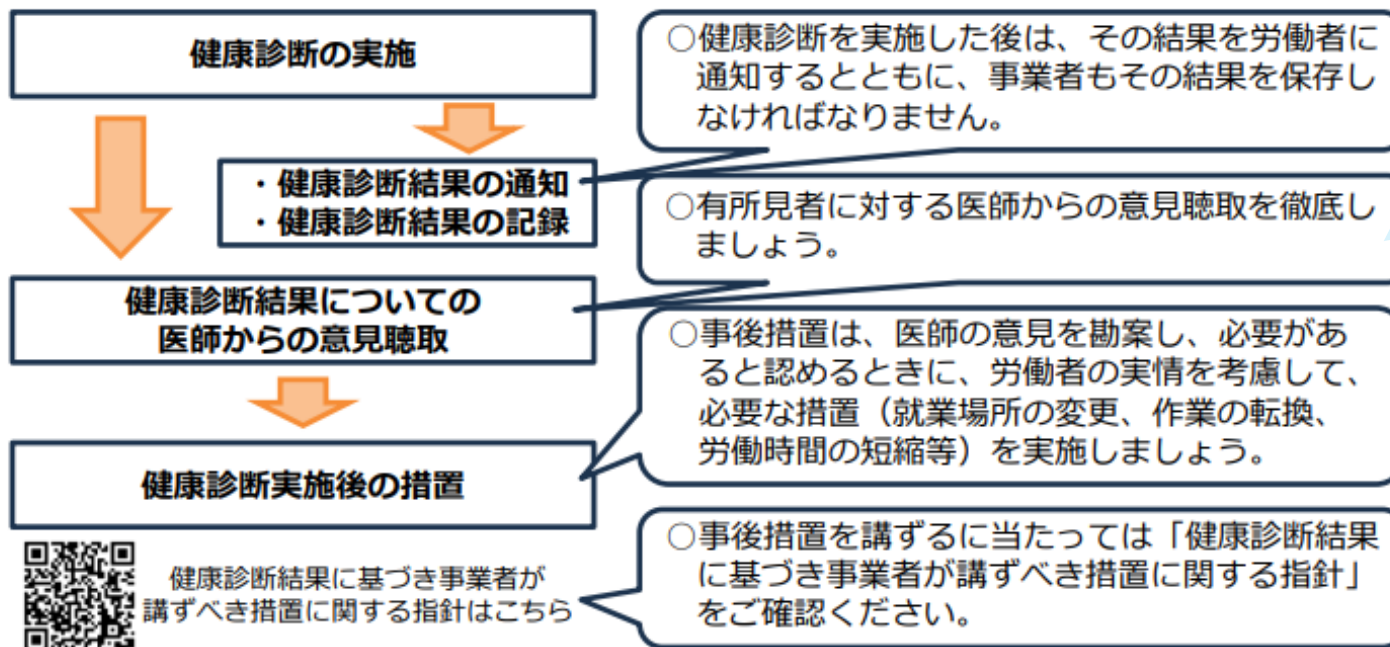 健康診断の実施
○健康診断を実施した後は、その結果を労働者に
通知するとともに、事業者もその結果を保存し
なければなりません。
・健康診断結果の通知
・健康診断結果の記録
○有所見者に対する医師からの意見聴取を徹底し
ましょう。
健康診断結果についての
医師からの意見聴取
○事後措置は、医師の意見を勘案し、必要があ
ると認めるときに、労働者の実情を考慮して、
必要な措置（就業場所の変更、作業の転換、
労働時間の短縮等）を実施しましょう。
健康診断実施後の措置
○事後措置を講ずるに当たっては「健康診断結果
に基づき事業者が講ずべき措置に関する指針」
をご確認ください。
健康診断結果に基づき事業者が
講ずべき措置に関する指針はこちら